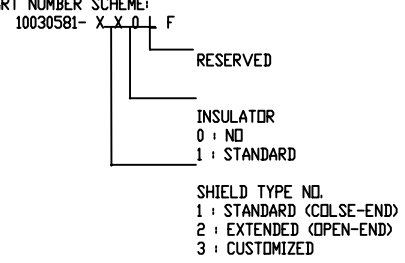 RT NUMBER SCHEME:
10030581- X X 0 L F
RESERVED
INSULATOR
0 : NO
1 : STANDARD
SHIELD TYPE NO.
1 : STANDARD (COLSE-END)
2 : EXTENDED (OPEN-END)
3 : CUSTOMIZED